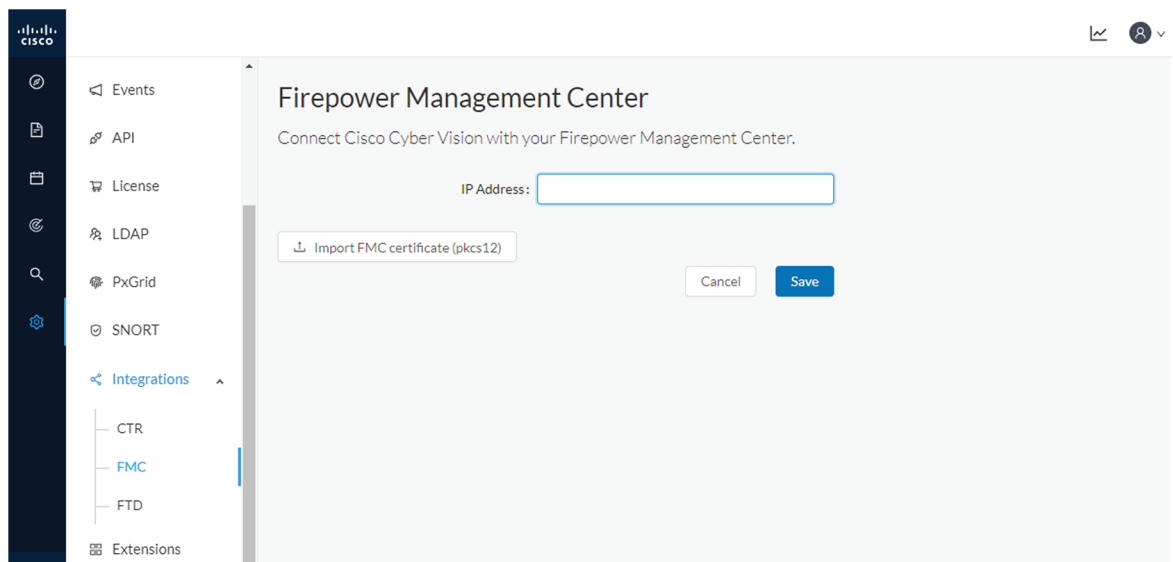 CISCO
Events
API
License
LDAP
PxGrid
SNORT
Integrations
CTR
FMC
FTD
Extensions
Firepower Management Center
Connect Cisco Cyber Vision with your Firepower Management Center.
IP Address:
Import FMC certificate (pkcs12)
Cancel
Save